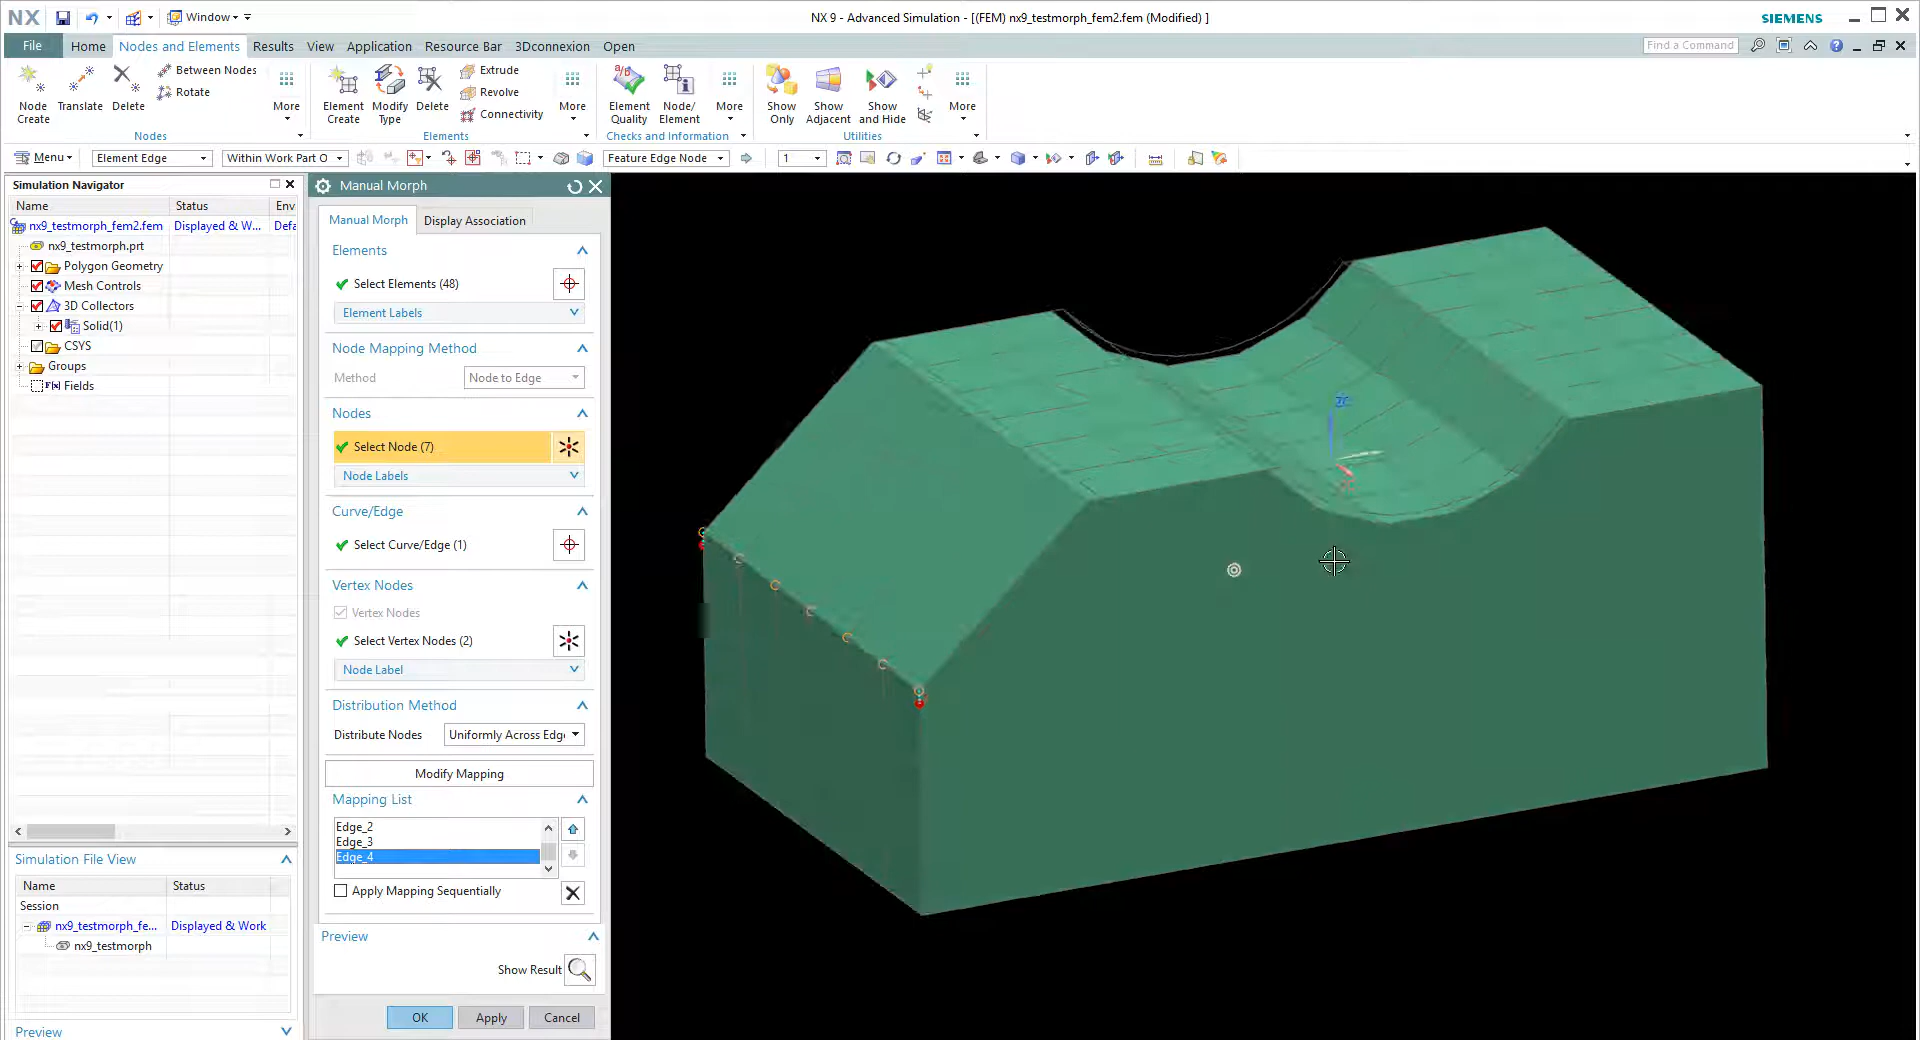 NX Window NX 9 - Advanced Simulation - [(FEM) nx9_testmorph_fem2.fem (Modified) ] SIEMENS
File Home Nodes and Elements Results View Application Resource Bar 3Dconnexion Open Find a Command
Node Create Translate Delete Between Nodes Rotate More
Element Create Modify Type Delete Extrude Revolve Connectivity More
Element Quality Node/ Element More
Show Only Show Adjacent Show and Hide More
Nodes Elements Checks and Information Utilities
Menu Element Edge Within Work Part O Feature Edge Node 1
Simulation Navigator
Name Status Env
nx9_testmorph_fem2.fem Displayed & W... Defa
nx9_testmorph.prt
Polygon Geometry
Mesh Controls
3D Collectors
Solid(1)
CSYS
Groups
Fields
Simulation File View
Name Status
Session
nx9_testmorph_fe... Displayed & Work
nx9_testmorph
Preview
Manual Morph
Manual Morph Display Association
Elements
Select Elements (48)
Element Labels
Node Mapping Method
Method Node to Edge
Nodes
Select Node (7)
Node Labels
Curve/Edge
Select Curve/Edge (1)
Vertex Nodes
Vertex Nodes
Select Vertex Nodes (2)
Node Label
Distribution Method
Distribute Nodes Uniformly Across Edg
Modify Mapping
Mapping List
Edge_2
Edge_3
Edge_4
Apply Mapping Sequentially
Preview
Show Result
OK Apply Cancel